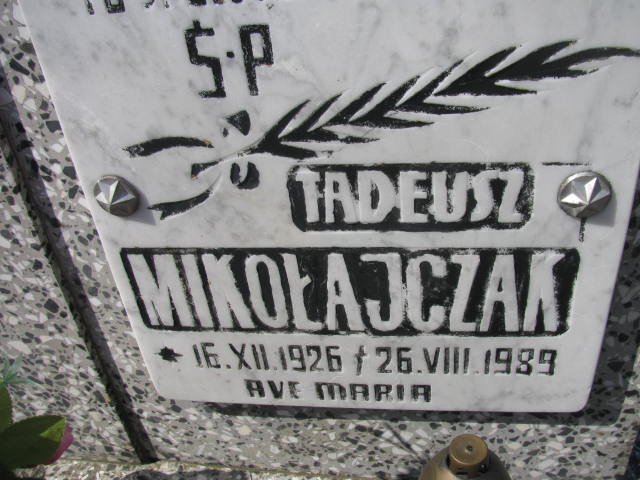 Ś.P
TADEUSZ
MIKOŁAJCZAK
* 16.XII.1926 † 26.VIII.1989
AVE MARIA